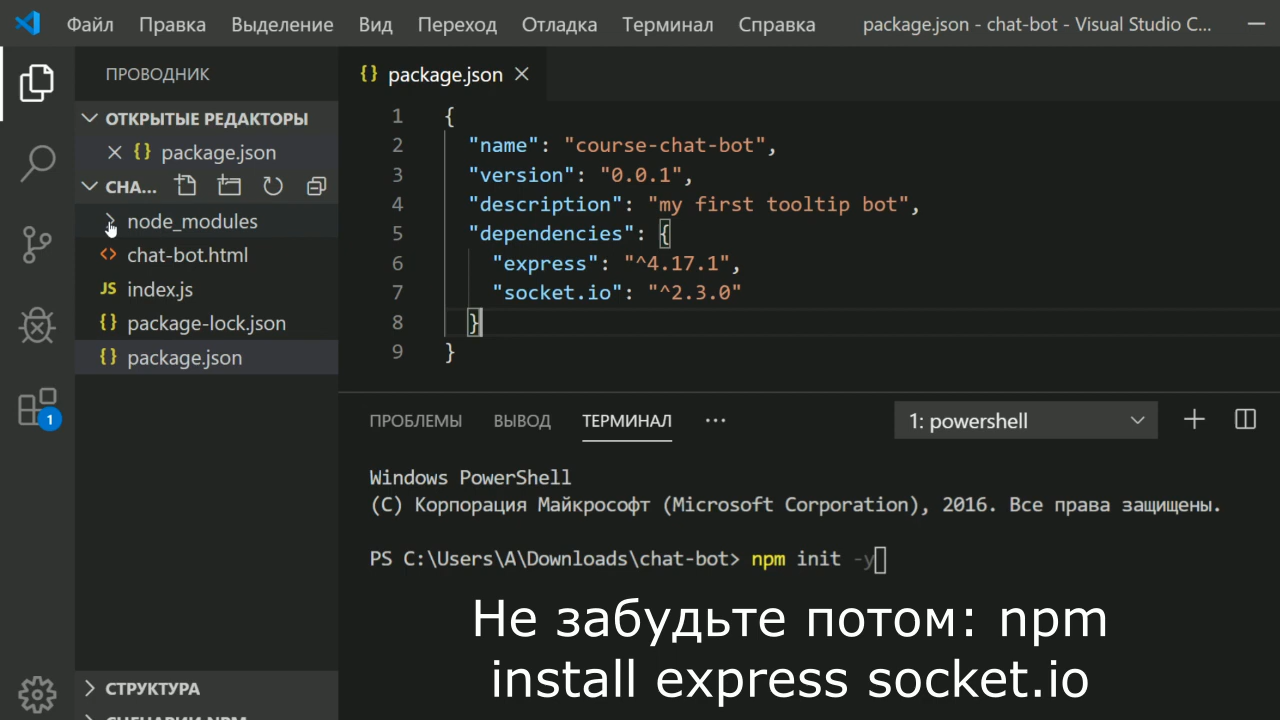 Файл Правка Выделение Вид Переход Отладка Терминал Справка package.json - chat-bot - Visual Studio C...
ПРОВОДНИК
ОТКРЫТЫЕ РЕДАКТОРЫ
{} package.json
CHA...
node_modules
<> chat-bot.html
JS index.js
{} package-lock.json
{} package.json
1
СТРУКТУРА
СЦЕНАРИИ NPM
{} package.json
1 {
2 "name": "course-chat-bot",
3 "version": "0.0.1",
4 "description": "my first tooltip bot",
5 "dependencies": {
6 "express": "^4.17.1",
7 "socket.io": "^2.3.0"
8 }
9 }
ПРОБЛЕМЫ ВЫВОД ТЕРМИНАЛ ··· 1: powershell
Windows PowerShell
(C) Корпорация Майкрософт (Microsoft Corporation), 2016. Все права защищены.
PS C:\Users\A\Downloads\chat-bot> npm init -y
Не забудьте потом: npm
install express socket.io